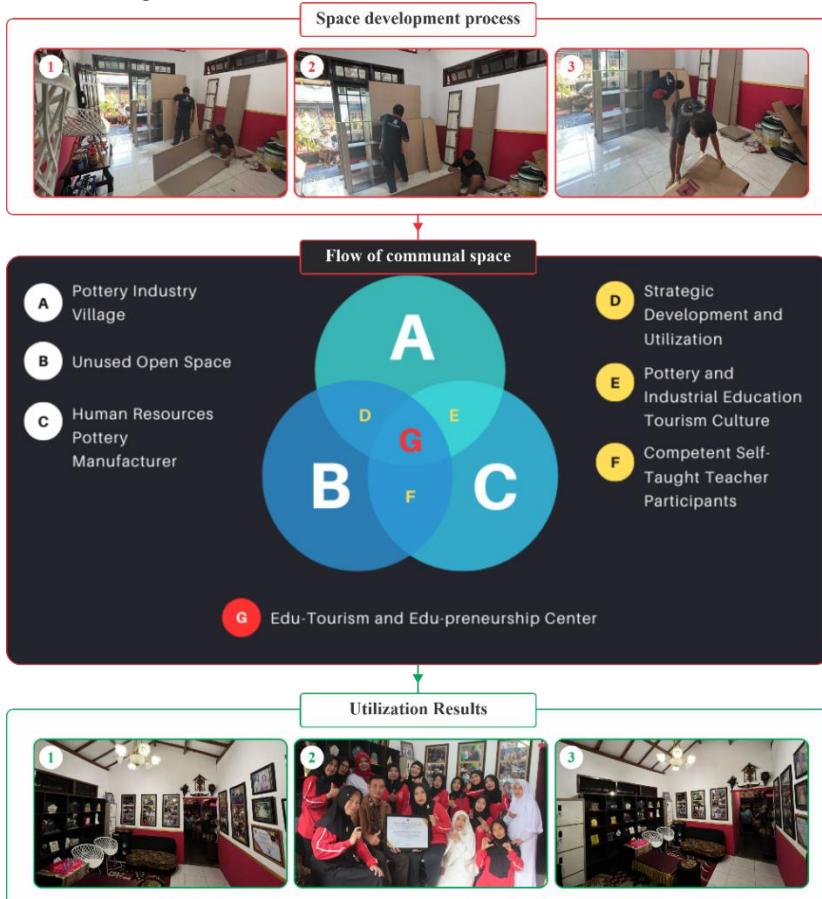 Space development process
1
2
3
Flow of communal space
A
Pottery Industry
Village
B
Unused Open Space
C
Human Resources
Pottery
Manufacturer
A
D
E
G
B
C
F
D
Strategic
Development and
Utilization
E
Pottery and
Industrial Education
Tourism Culture
F
Competent Self-
Taught Teacher
Participants
G
Edu-Tourism and Edu-preneurship Center
Utilization Results
1
2
3